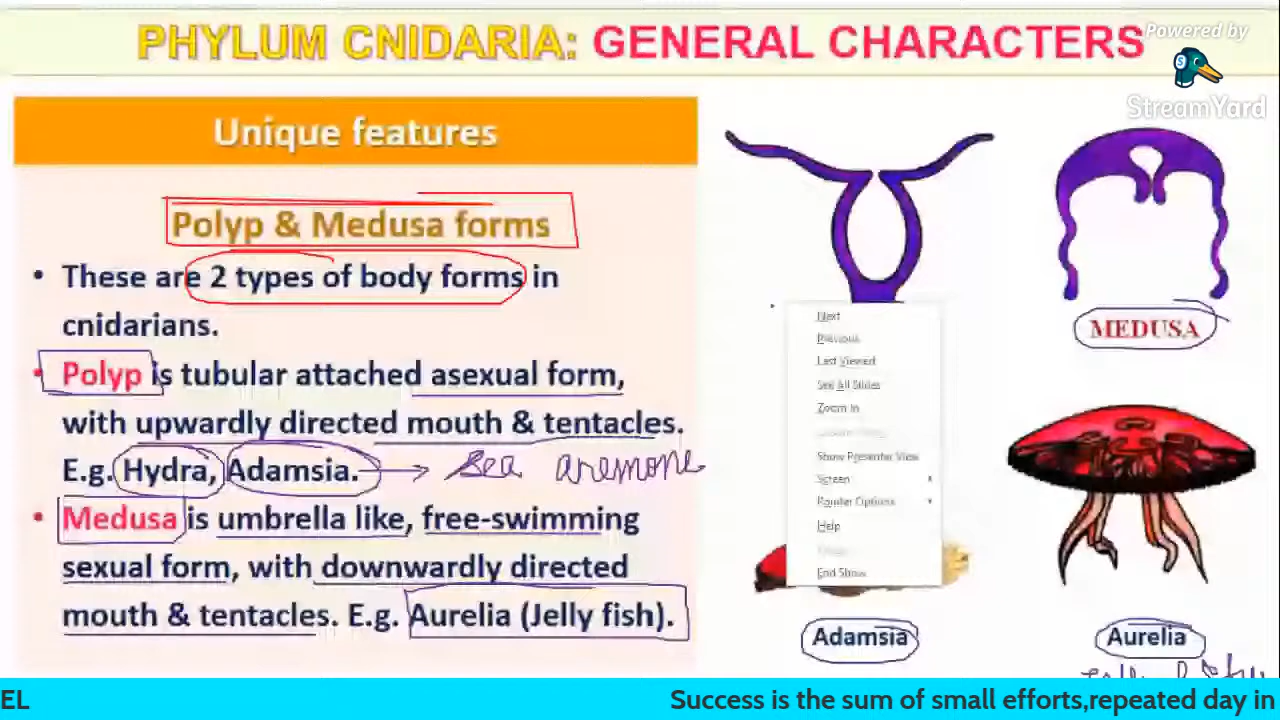 PHYLUM CNIDARIA: GENERAL CHARACTERS
Powered by
StreamYard
Unique features
Polyp & Medusa forms
• These are 2 types of body forms in
cnidarians.
• Polyp is tubular attached asexual form,
with upwardly directed mouth & tentacles.
E.g. Hydra, Adamsia. → Sea anemone
• Medusa is umbrella like, free-swimming
sexual form, with downwardly directed
mouth & tentacles. E.g. Aurelia (Jelly fish).
MEDUSA
Next
Previous
Last Viewed
See All Slides
Zoom In
Show Presenter View
Screen
Pointer Options
Help
End Show
Adamsia
Aurelia
EL
Success is the sum of small efforts,repeated day in